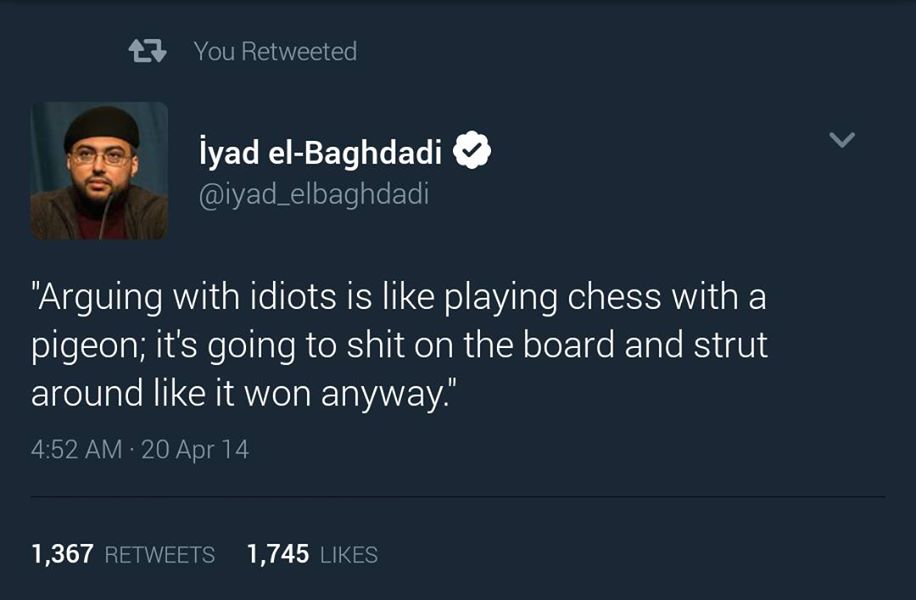 You Retweeted
İyad el-Baghdadi
@iyad_elbaghdadi
"Arguing with idiots is like playing chess with a
pigeon; it's going to shit on the board and strut
around like it won anyway."
4:52 AM · 20 Apr 14
1,367 RETWEETS 1,745 LIKES